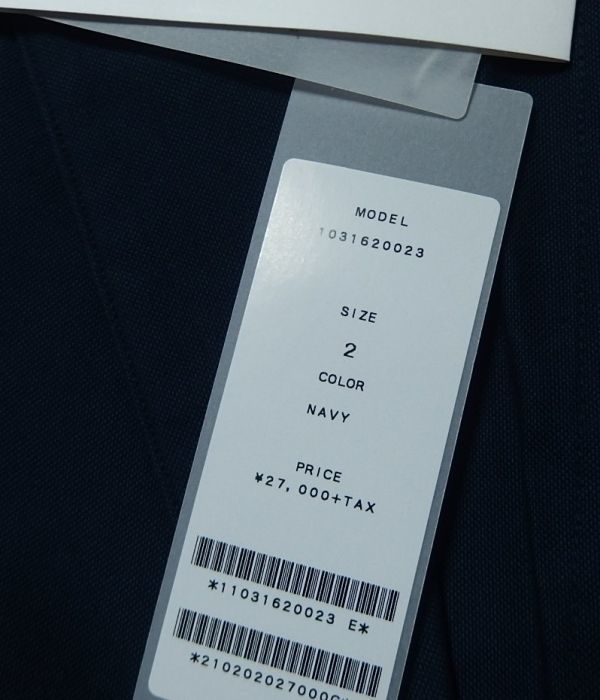 MODEL
1031620023
SIZE
2
COLOR
NAVY
PRICE
¥27,000+TAX
*11031620023 E*